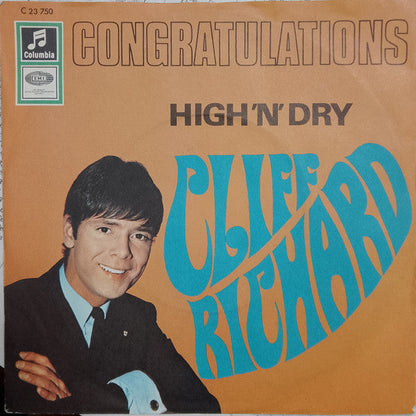 C 23 750
CONGRATULATIONS
Columbia
EMI
HIGH 'N' DRY
CLIFF
RICHARD